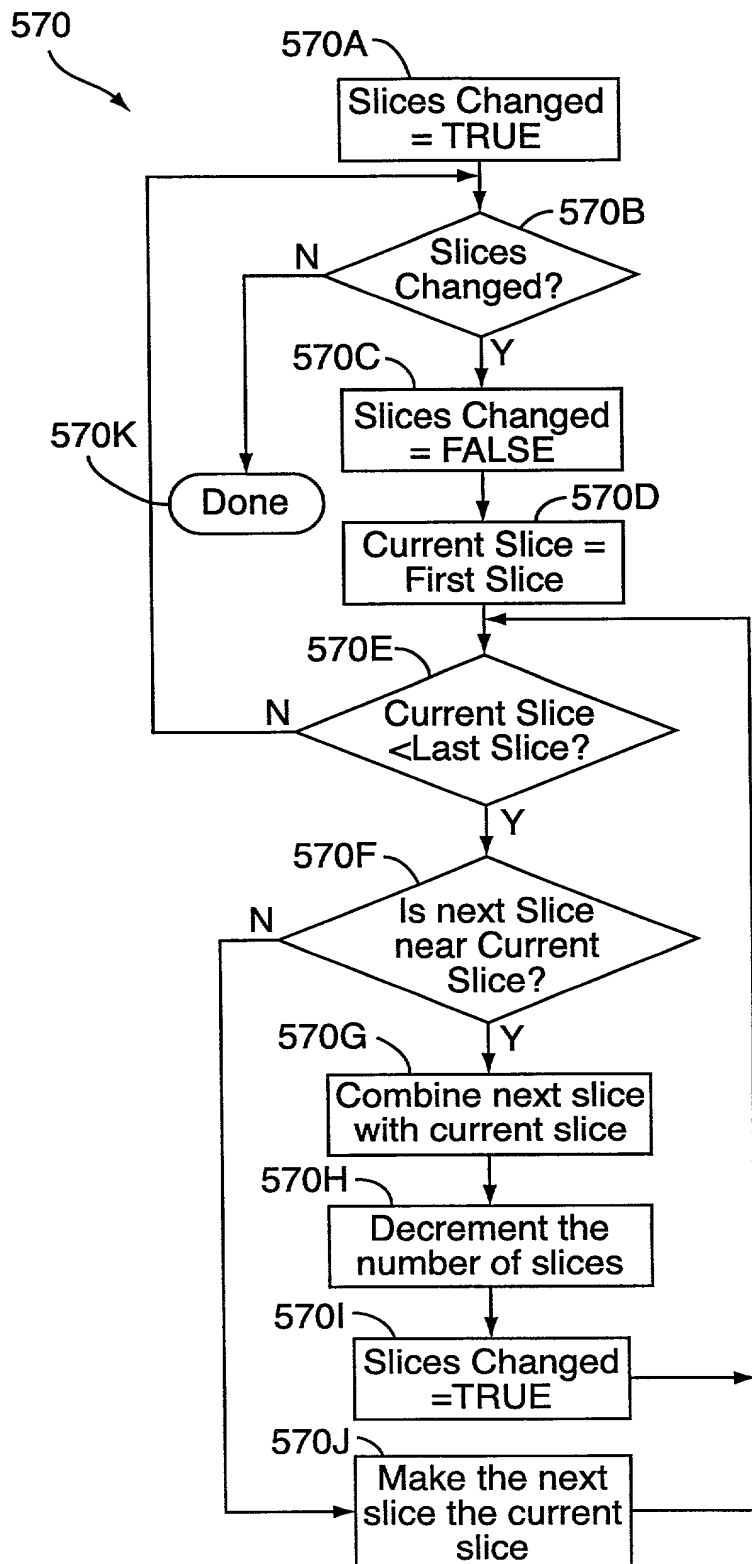 570
570A
Slices Changed
= TRUE
570B
Slices
Changed?
N
Y
570C
Slices Changed
= FALSE
570K
Done
570D
Current Slice =
First Slice
570E
Current Slice
<Last Slice?
N
Y
570F
Is next Slice
near Current
Slice?
N
Y
570G
Combine next slice
with current slice
570H
Decrement the
number of slices
570I
Slices Changed
=TRUE
570J
Make the next
slice the current
slice